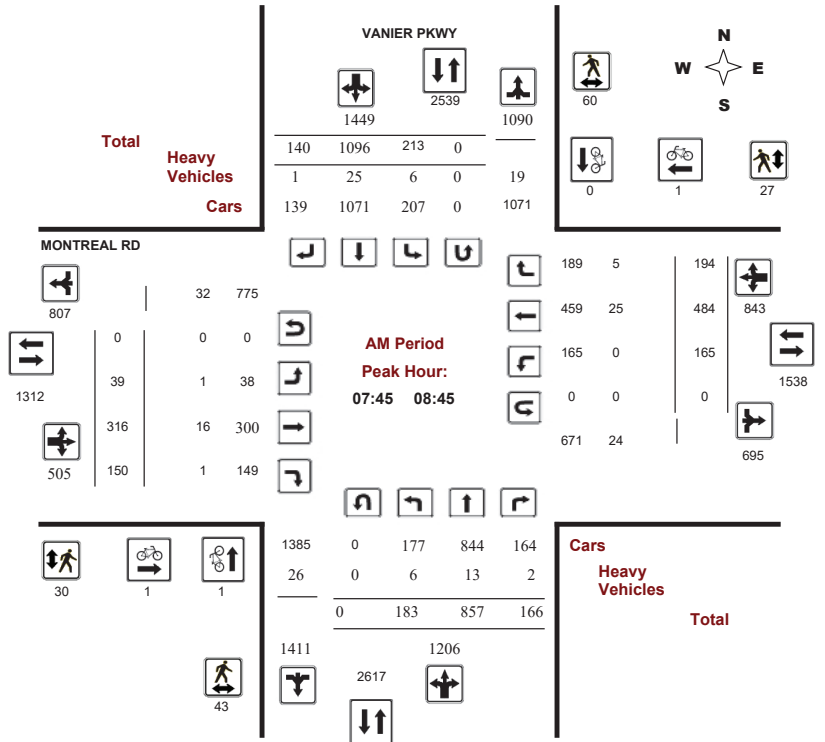 VANIER PKWY
N
W E
S
2539
60
1449 1090
Total 140 1096 213 0
Heavy
Vehicles 1 25 6 0 19
Cars 139 1071 207 0 1071
0 1 27
MONTREAL RD
807 32 775
189 5 194
843
459 25 484
0 0 0
AM Period
165 0 165
1312 39 1 38
Peak Hour:
1538
07:45 08:45
0 0 0
316 16 300
671 24
695
505 150 1 149
1385 0 177 844 164 Cars
26 0 6 13 2 Heavy
Vehicles
30 1 1
0 183 857 166 Total
1411 1206
2617
43